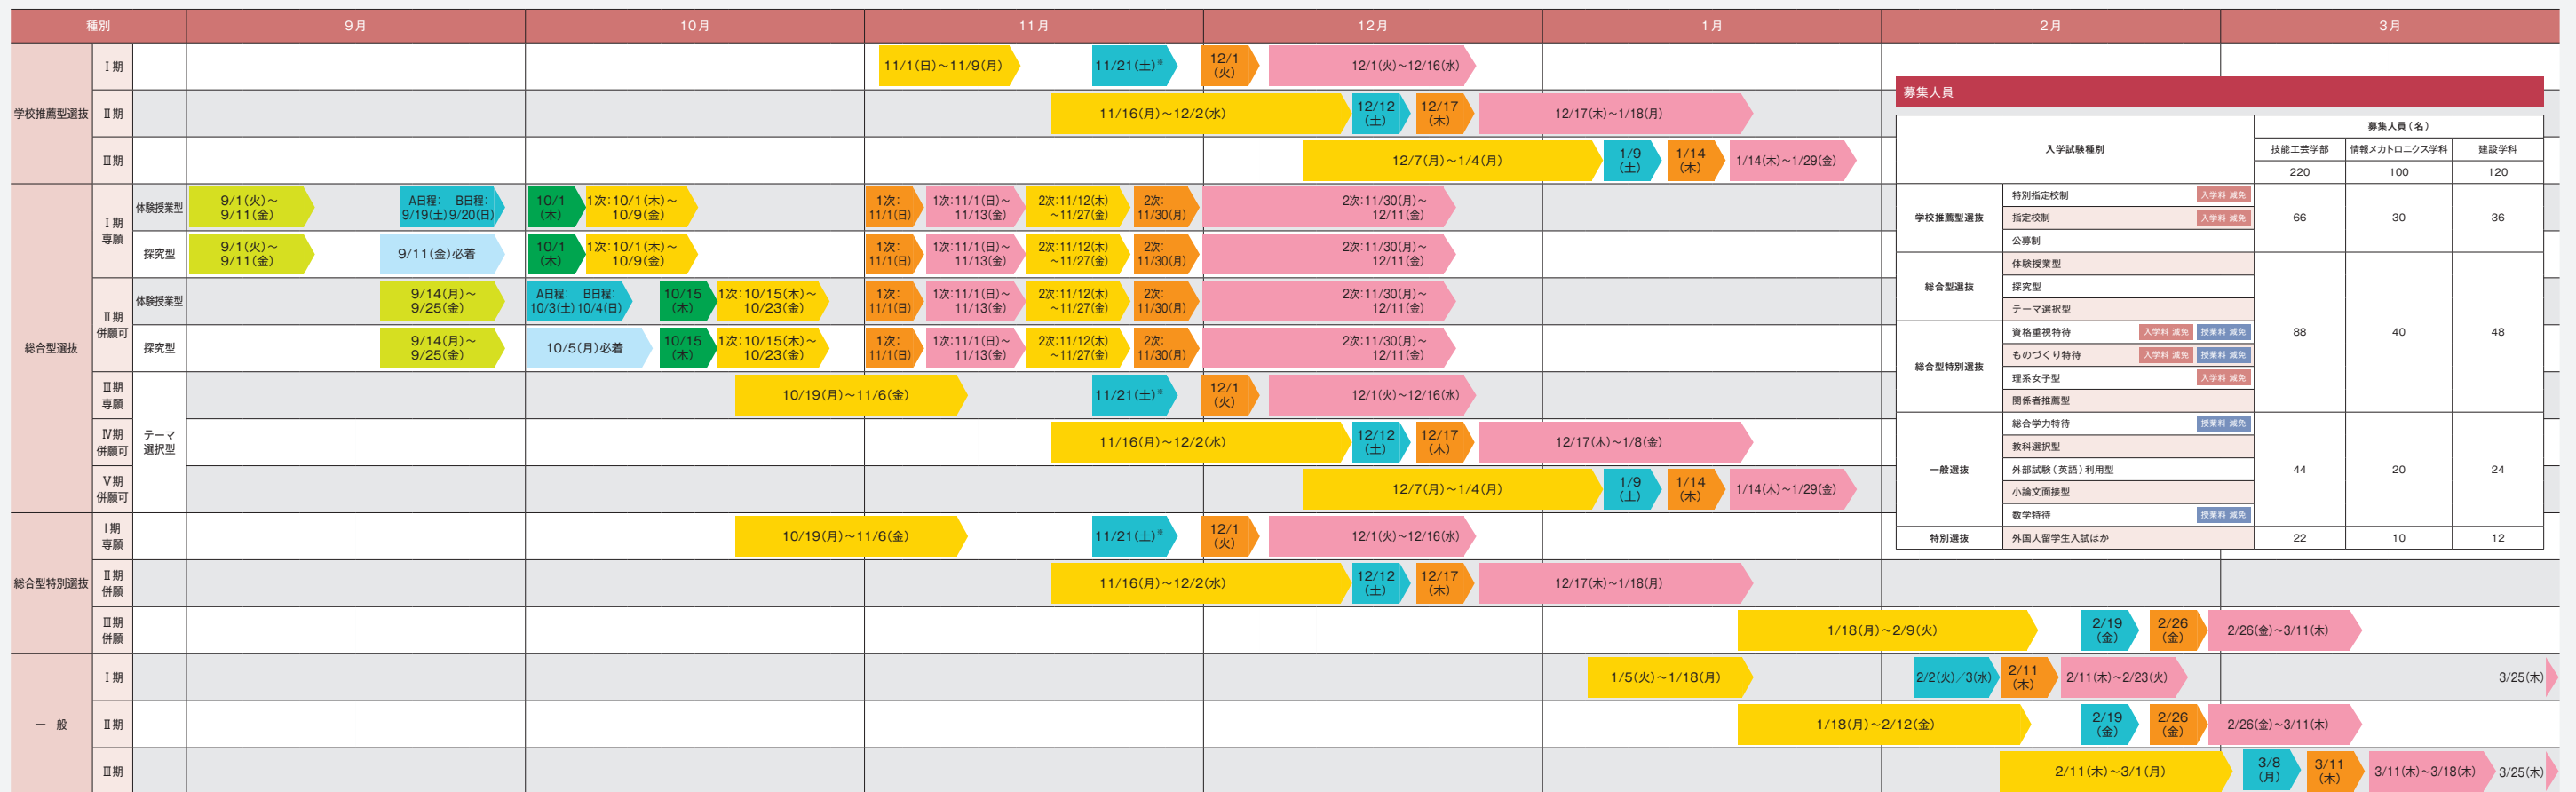 種別 9月 10月 11月 12月 1月 2月 3月
学校推薦型選抜
Ⅰ期 11/1(日)～11/9(月) 11/21(土)※ 12/1(火) 12/1(火)～12/16(水)
Ⅱ期 11/16(月)～12/2(水) 12/12(土) 12/17(木) 12/17(木)～1/18(月)
Ⅲ期 12/7(月)～1/4(月) 1/9(土) 1/14(木) 1/14(木)～1/29(金)
総合型選抜
Ⅰ期 専願
体験授業型 9/1(火)～9/11(金) A日程：9/19(土) B日程：9/20(日) 10/1(木) 1次：10/1(木)～10/9(金) 1次：11/1(日) 1次：11/1(日)～11/13(金) 2次：11/12(木)～11/27(金) 2次：11/30(月) 2次：11/30(月)～12/11(金)
探究型 9/1(火)～9/11(金) 9/11(金)必着 10/1(木) 1次：10/1(木)～10/9(金) 1次：11/1(日) 1次：11/1(日)～11/13(金) 2次：11/12(木)～11/27(金) 2次：11/30(月) 2次：11/30(月)～12/11(金)
Ⅱ期 併願可
体験授業型 9/14(月)～9/25(金) A日程：10/3(土) B日程：10/4(日) 10/15(木) 1次：10/15(木)～10/23(金) 1次：11/1(日) 1次：11/1(日)～11/13(金) 2次：11/12(木)～11/27(金) 2次：11/30(月) 2次：11/30(月)～12/11(金)
探究型 9/14(月)～9/25(金) 10/5(月)必着 10/15(木) 1次：10/15(木)～10/23(金) 1次：11/1(日) 1次：11/1(日)～11/13(金) 2次：11/12(木)～11/27(金) 2次：11/30(月) 2次：11/30(月)～12/11(金)
テーマ選択型
Ⅲ期 専願 10/19(月)～11/6(金) 11/21(土)※ 12/1(火) 12/1(火)～12/16(水)
Ⅳ期 併願可 11/16(月)～12/2(水) 12/12(土) 12/17(木) 12/17(木)～1/8(金)
Ⅴ期 併願可 12/7(月)～1/4(月) 1/9(土) 1/14(木) 1/14(木)～1/29(金)
総合型特別選抜
Ⅰ期 専願 10/19(月)～11/6(金) 11/21(土)※ 12/1(火) 12/1(火)～12/16(水)
Ⅱ期 併願 11/16(月)～12/2(水) 12/12(土) 12/17(木) 12/17(木)～1/18(月)
Ⅲ期 併願 1/18(月)～2/9(火) 2/19(金) 2/26(金) 2/26(金)～3/11(木)
一 般
Ⅰ期 1/5(火)～1/18(月) 2/2(火)／3(水) 2/11(木) 2/11(木)～2/23(火) 3/25(木)
Ⅱ期 1/18(月)～2/12(金) 2/19(金) 2/26(金) 2/26(金)～3/11(木)
Ⅲ期 2/11(木)～3/1(月) 3/8(月) 3/11(木) 3/11(木)～3/18(木) 3/25(木)
募集人員
入学試験種別 募集人員（名）
技能工芸学部 情報メカトロニクス学科 建設学科
220 100 120
学校推薦型選抜 66 30 36
特別指定校制 入学料 減免
指定校制 入学料 減免
公募制
総合型選抜 88 40 48
体験授業型
探究型
テーマ選択型
総合型特別選抜
資格重視特待 入学料 減免 授業料 減免
ものづくり特待 入学料 減免 授業料 減免
理系女子型 入学料 減免
関係者推薦型
一般選抜 44 20 24
総合学力特待 授業料 減免
教科選択型
外部試験（英語）利用型
小論文面接型
数学特待 授業料 減免
特別選抜 外国人留学生入試ほか 22 10 12